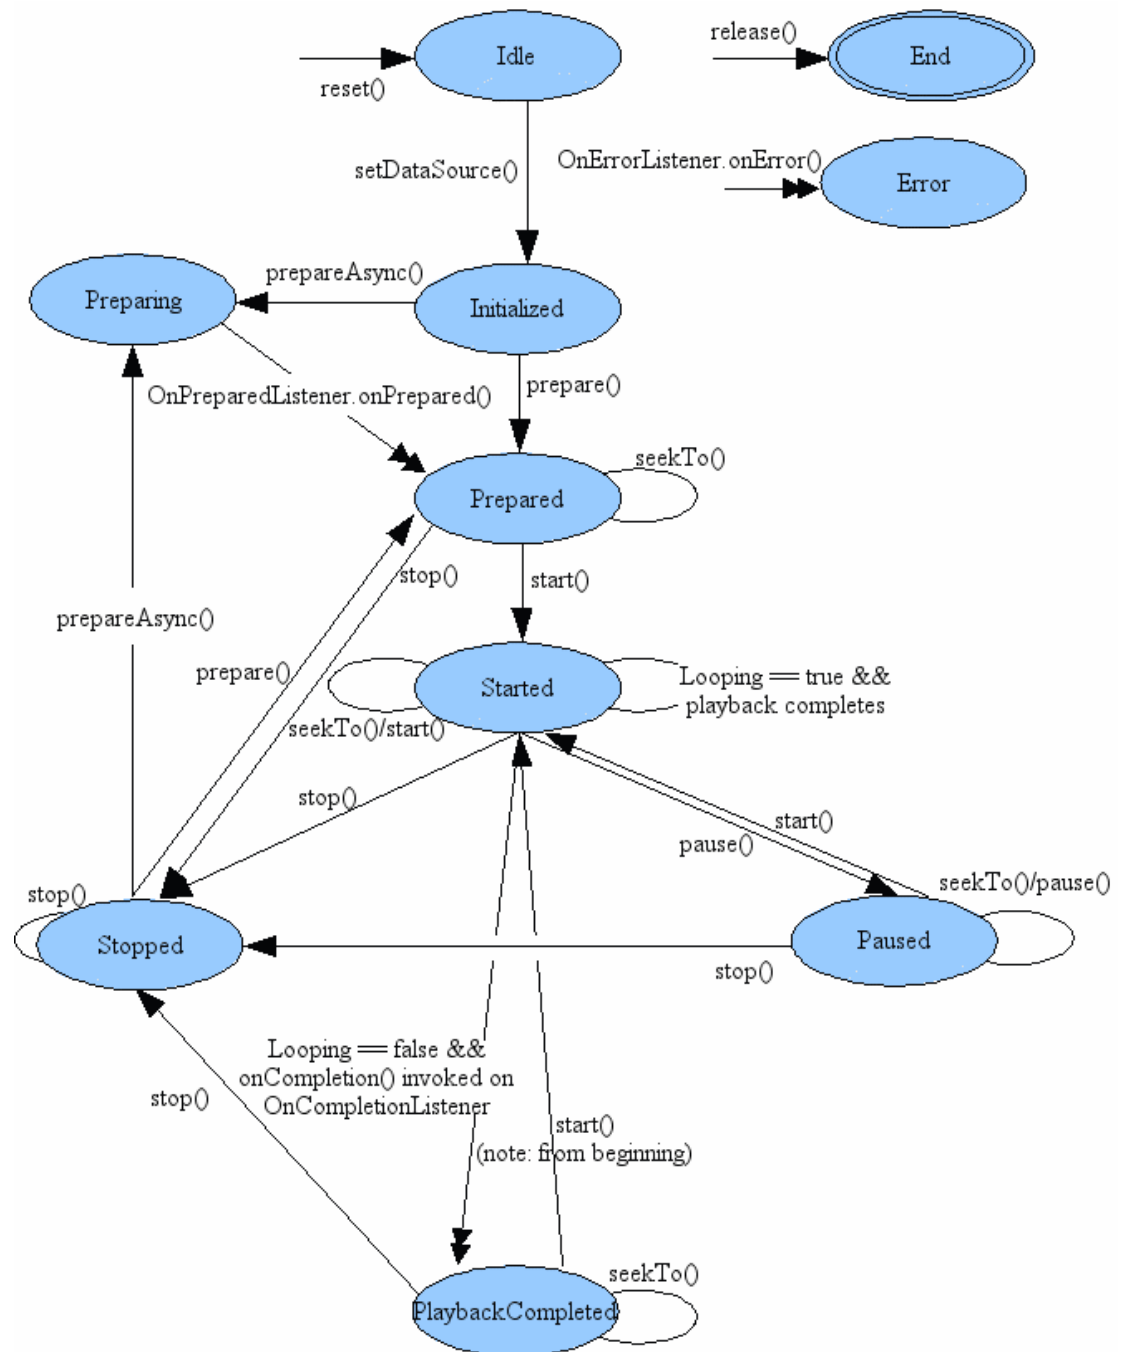 Idle
release()
End
reset()
setDataSource()
OnErrorListener.onError()
Error
prepareAsync()
Preparing
Initialized
prepare()
OnPreparedListener.onPrepared()
seekTo()
Prepared
stop()
start()
prepareAsync()
prepare()
Started
Looping == true &&
playback completes
seekTo()/start()
stop()
start()
pause()
stop()
seekTo()/pause()
Stopped
Paused
stop()
Looping == false &&
onCompletion() invoked on
OnCompletionListener
stop()
start()
(note: from beginning)
seekTo()
PlaybackCompleted